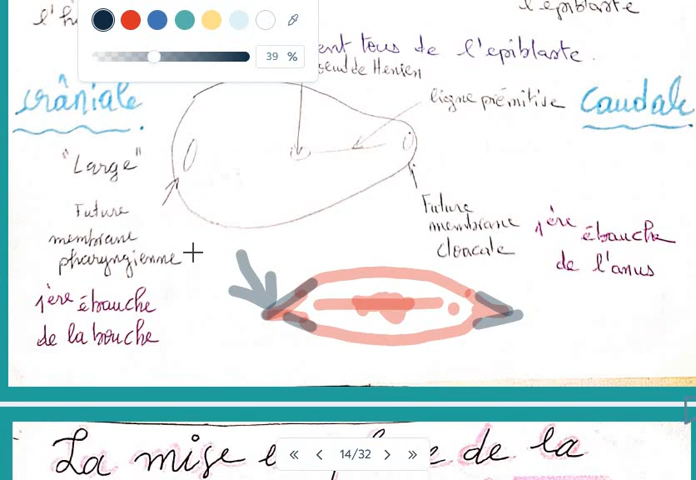 l'épiblaste
ent tous de l'épiblaste.
39 %
de Hensen
ligne primitive
crâniale
Caudale
"Large"
Future
membrane
pharyngienne
Future
membrane
cloacale
1ère ébauche
de l'anus
1ère ébauche
de la bouche
La mise e
de la
14/32